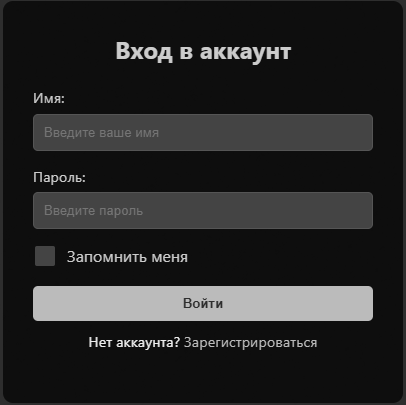 Вход в аккаунт
Имя:
Введите ваше имя
Пароль:
Введите пароль
Запомнить меня
Войти
Нет аккаунта? Зарегистрироваться